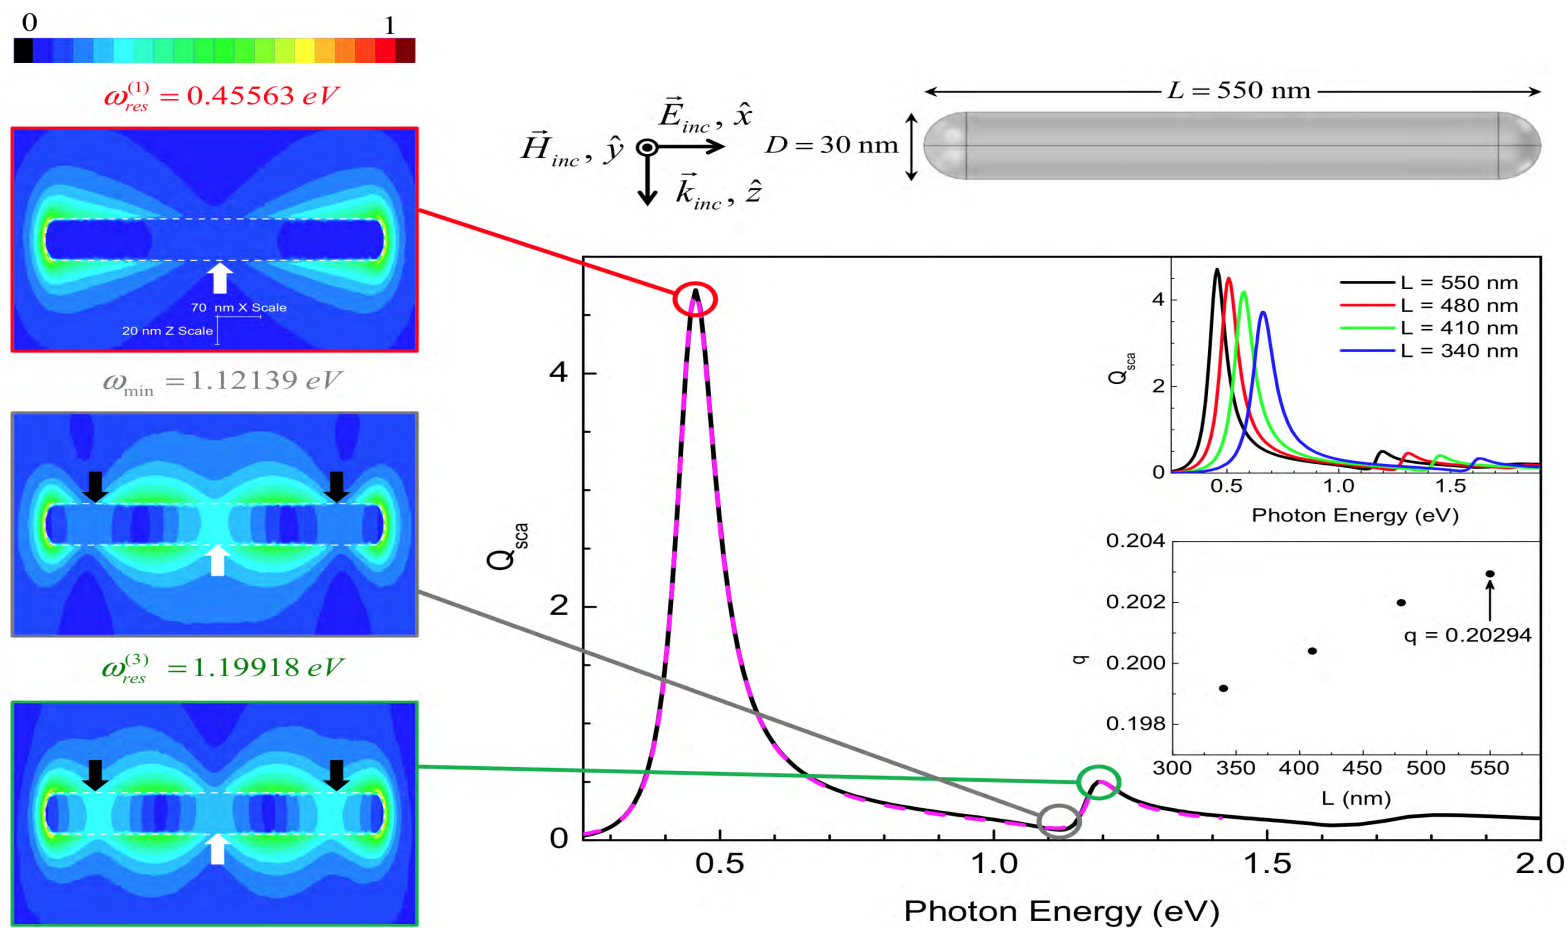 0 1
ω_res^(1) = 0.45563 eV
70 nm X Scale
20 nm Z Scale
ω_min = 1.12139 eV
ω_res^(3) = 1.19918 eV
E⃗_inc, x̂
H⃗_inc, ŷ
k⃗_inc, ẑ
L = 550 nm
D = 30 nm
Q_sca
4
2
0
0.5 1.0 1.5 2.0
Photon Energy (eV)
Q_sca
4
2
0
L = 550 nm
L = 480 nm
L = 410 nm
L = 340 nm
0.5 1.0 1.5
Photon Energy (eV)
q
0.204
0.202
0.200
0.198
q = 0.20294
300 350 400 450 500 550
L (nm)